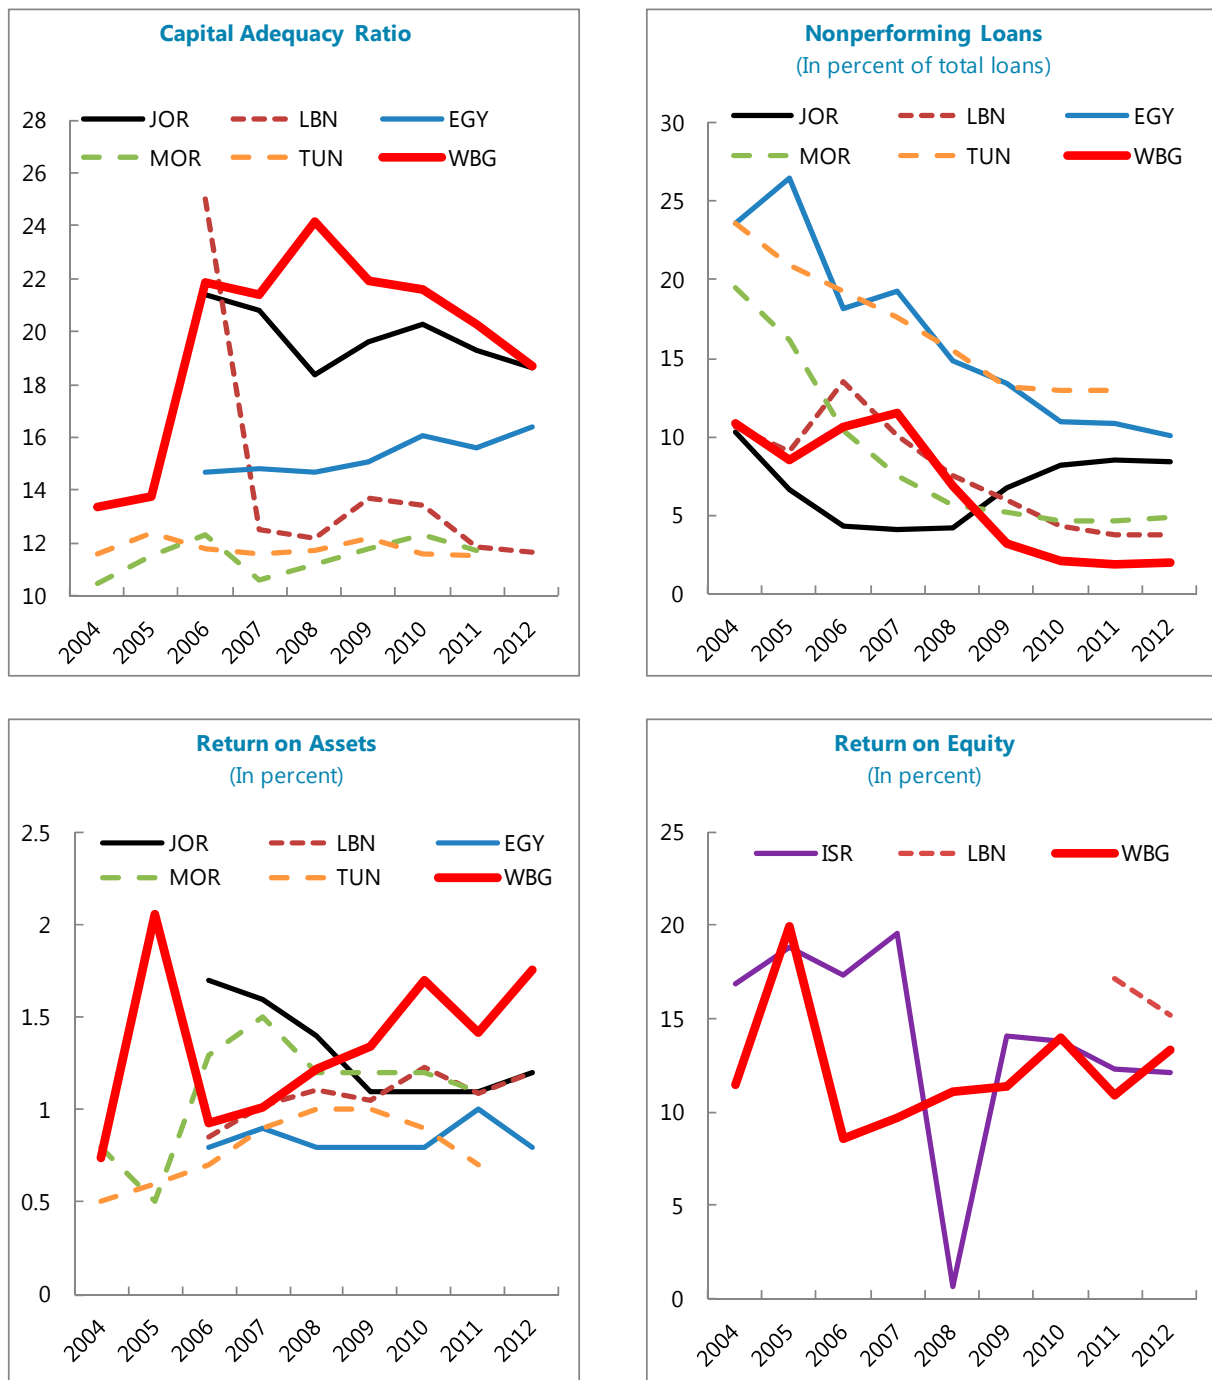 Capital Adequacy Ratio
JOR LBN EGY
MOR TUN WBG
28
26
24
22
20
18
16
14
12
10
2004 2005 2006 2007 2008 2009 2010 2011 2012
Nonperforming Loans
(In percent of total loans)
JOR LBN EGY
MOR TUN WBG
30
25
20
15
10
5
0
2004 2005 2006 2007 2008 2009 2010 2011 2012
Return on Assets
(In percent)
JOR LBN EGY
MOR TUN WBG
2.5
2
1.5
1
0.5
0
2004 2005 2006 2007 2008 2009 2010 2011 2012
Return on Equity
(In percent)
ISR LBN WBG
25
20
15
10
5
0
2004 2005 2006 2007 2008 2009 2010 2011 2012